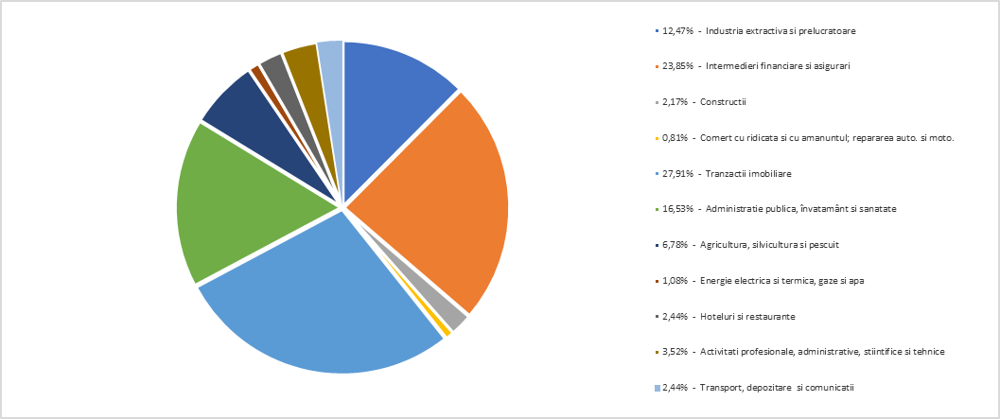 12,47% - Industria extractiva si prelucratoare
23,85% - Intermedieri financiare si asigurari
2,17% - Constructii
0,81% - Comert cu ridicata si cu amanuntul; repararea auto. si moto.
27,91% - Tranzactii imobiliare
16,53% - Administratie publica, învatamânt si sanatate
6,78% - Agricultura, silvicultura si pescuit
1,08% - Energie electrica si termica, gaze si apa
2,44% - Hoteluri si restaurante
3,52% - Activitati profesionale, administrative, stiintifice si tehnice
2,44% - Transport, depozitare si comunicatii